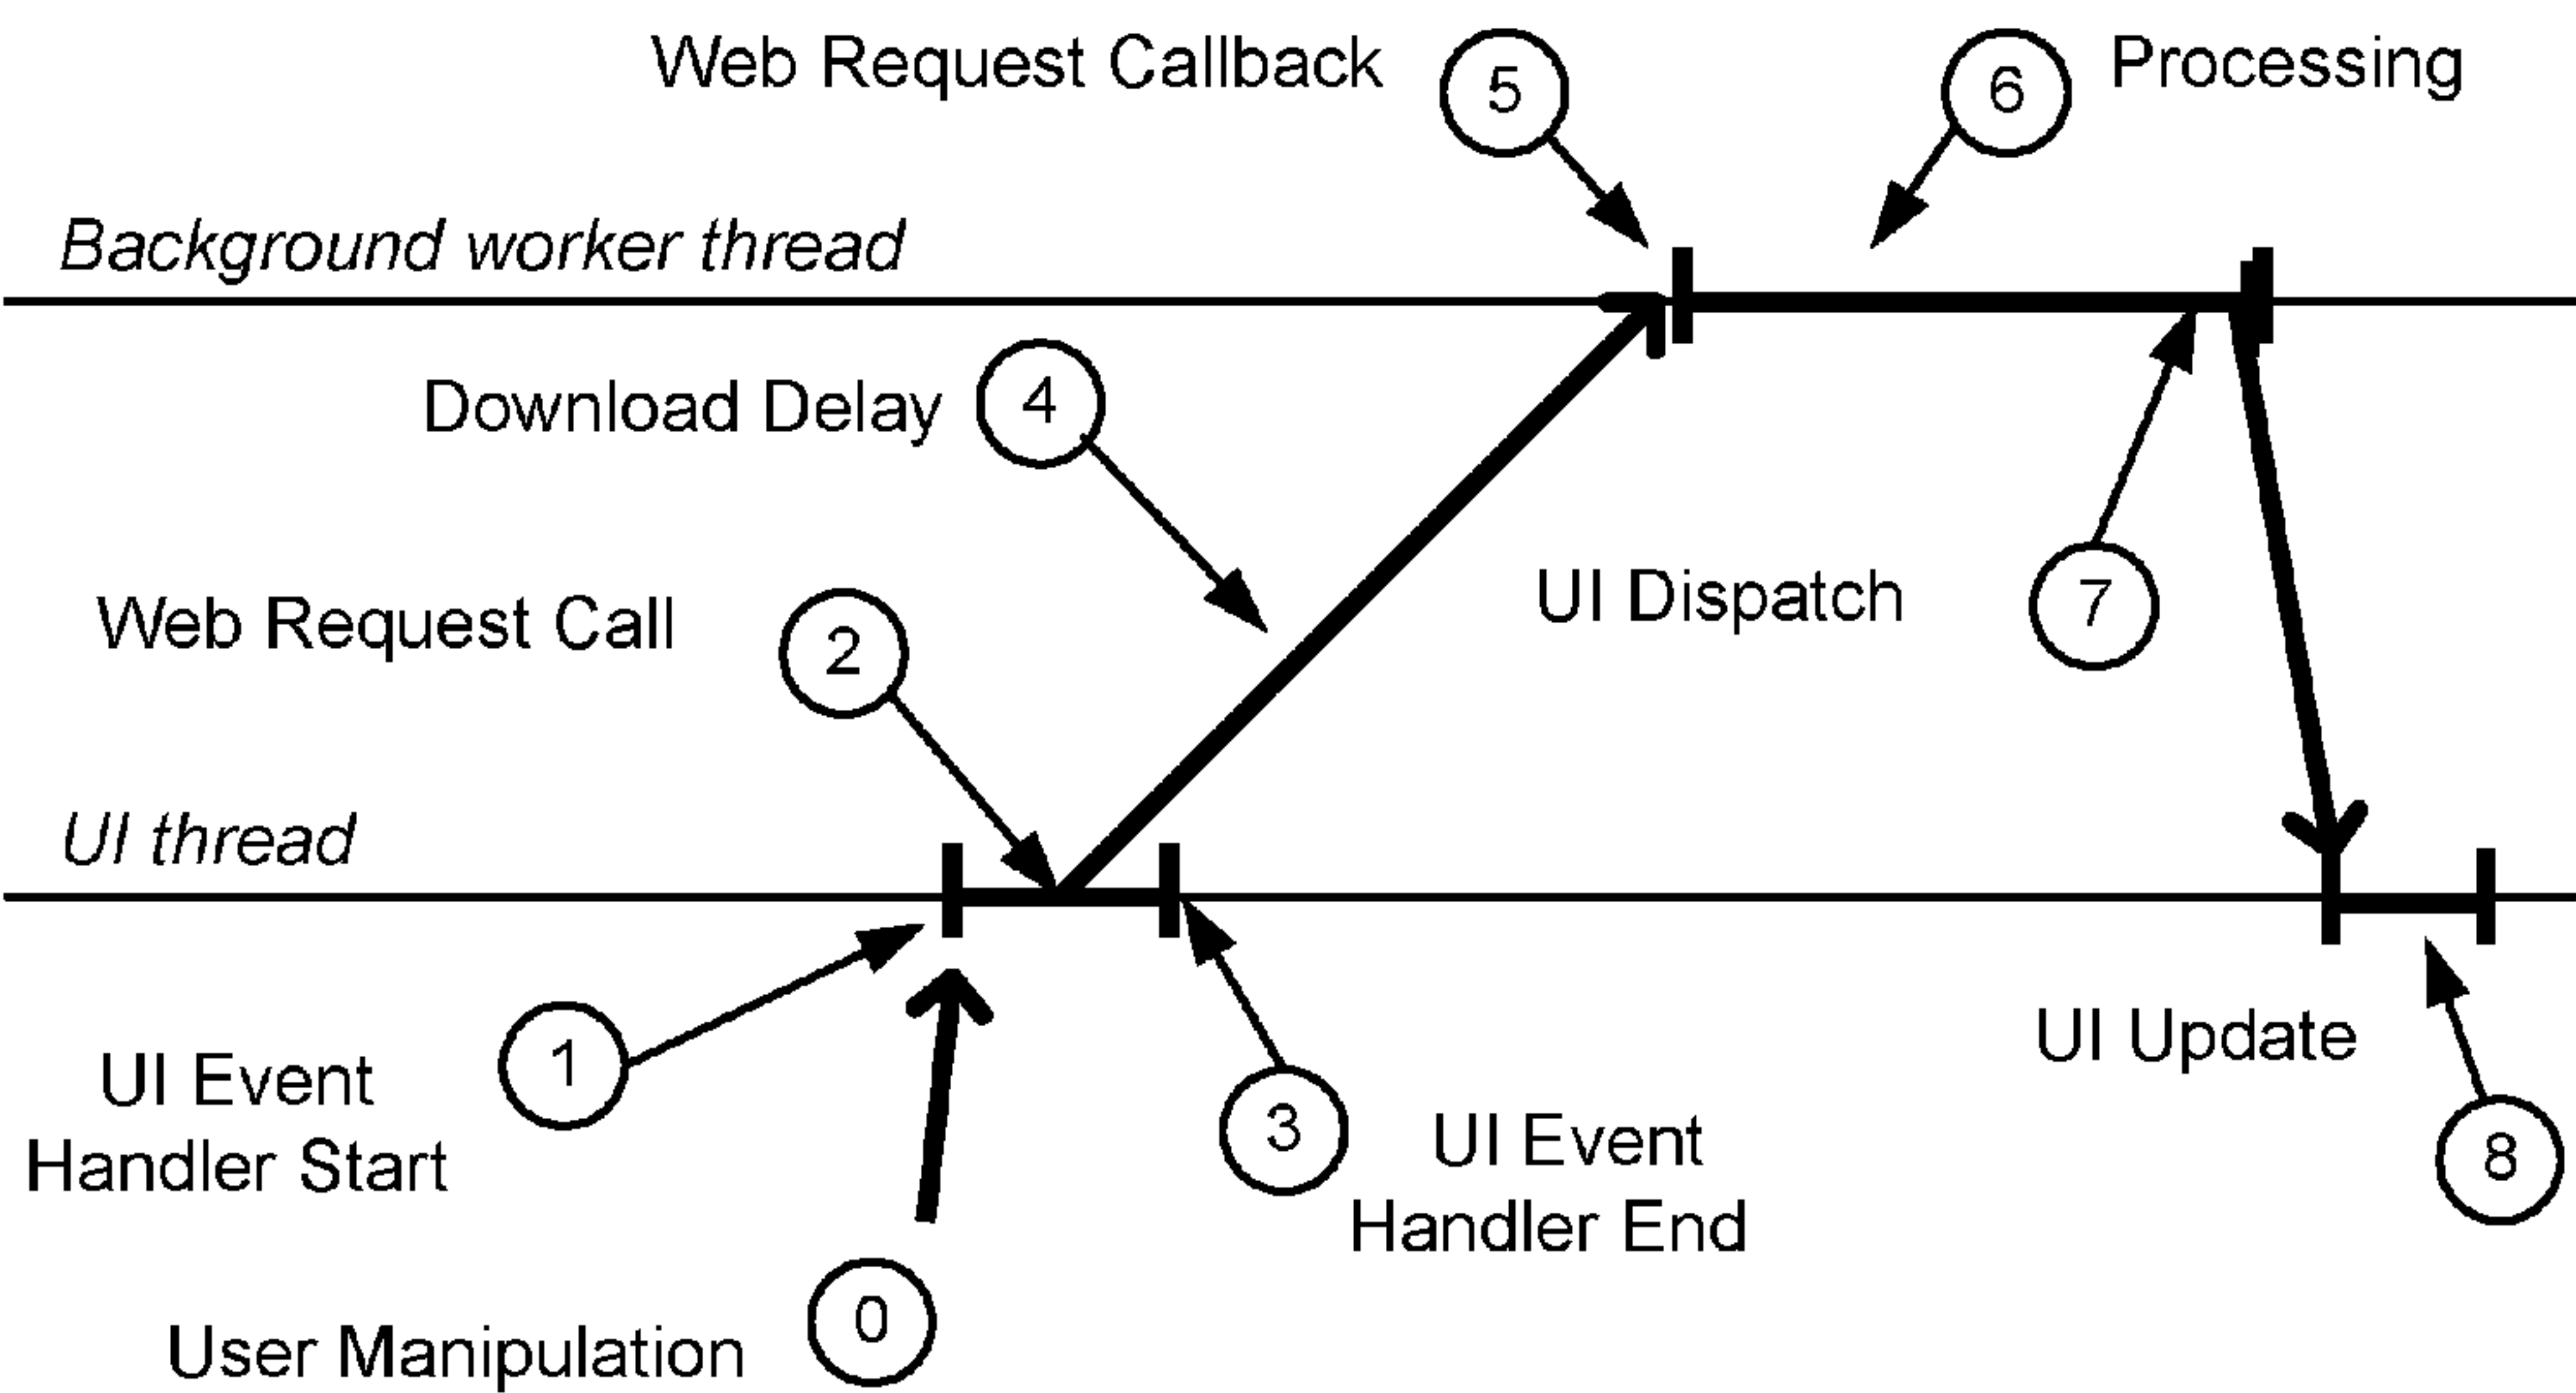 Web Request Callback 5 6 Processing
Background worker thread
Download Delay 4
Web Request Call 2
UI Dispatch 7
UI thread
1
UI Event
Handler Start
3
UI Event
Handler End
UI Update
8
User Manipulation 0